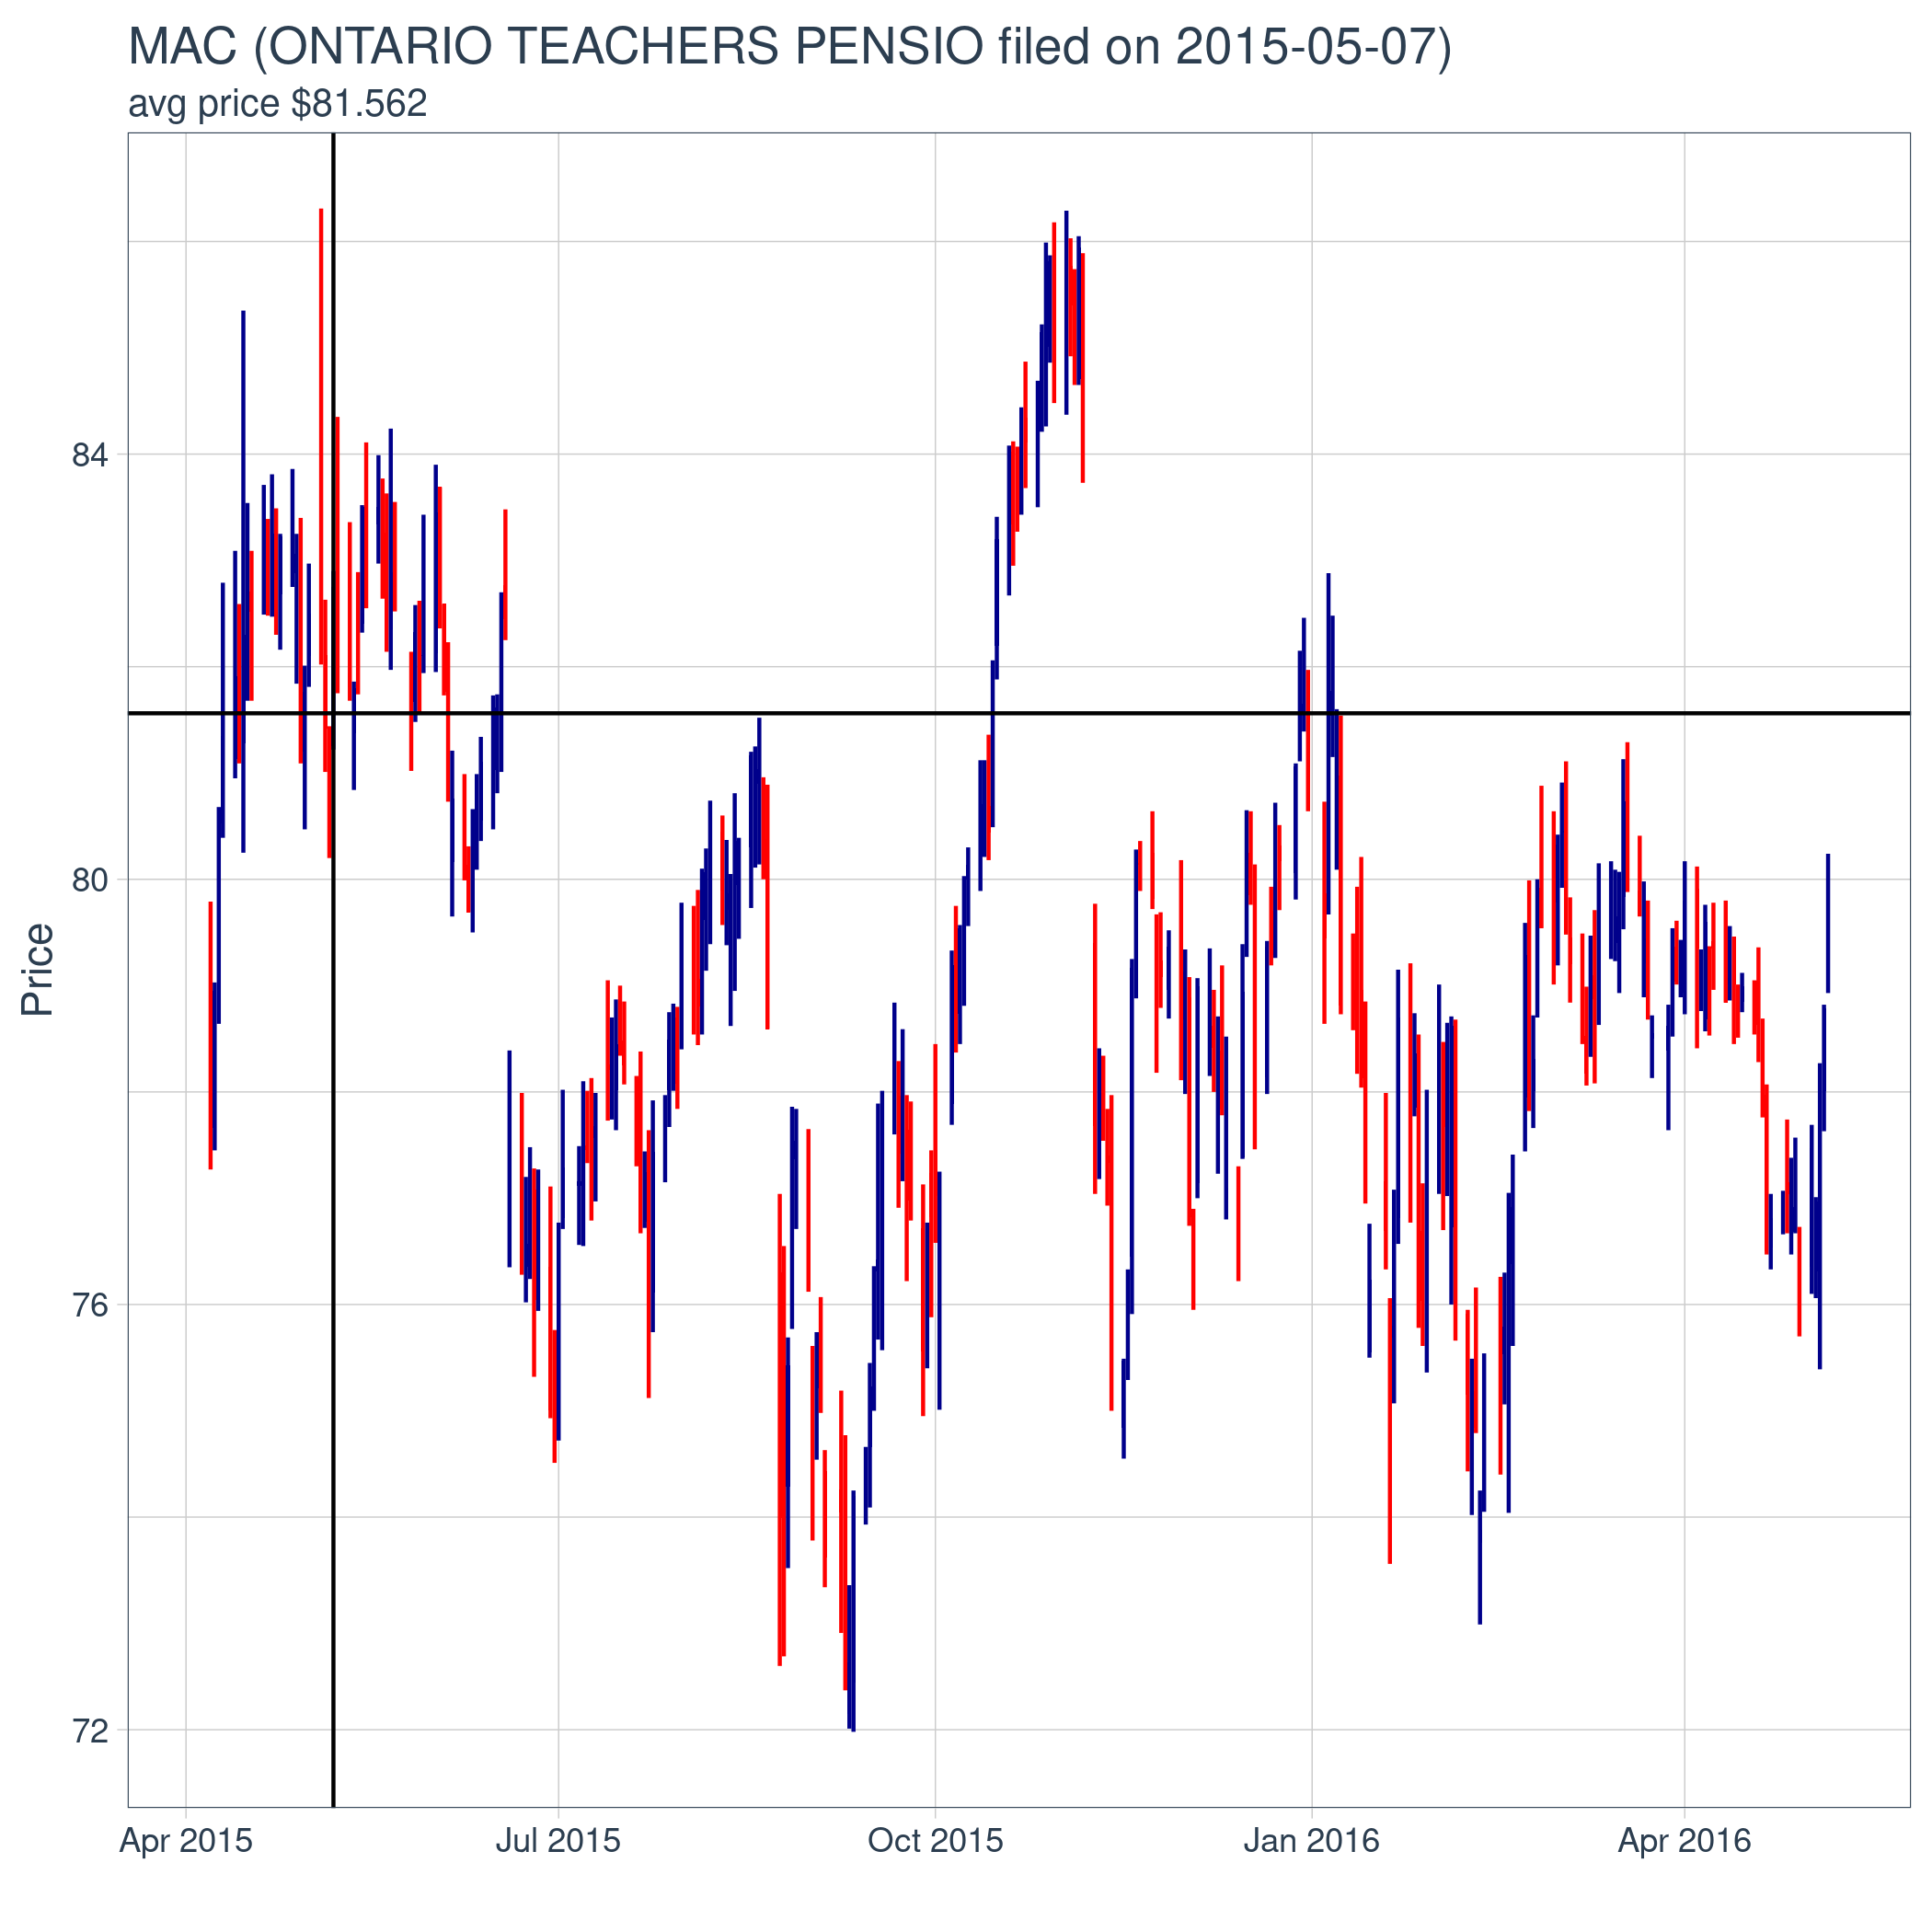 MAC (ONTARIO TEACHERS PENSIO filed on 2015-05-07)
avg price $81.562
84
80
76
72
Price
Apr 2015
Jul 2015
Oct 2015
Jan 2016
Apr 2016